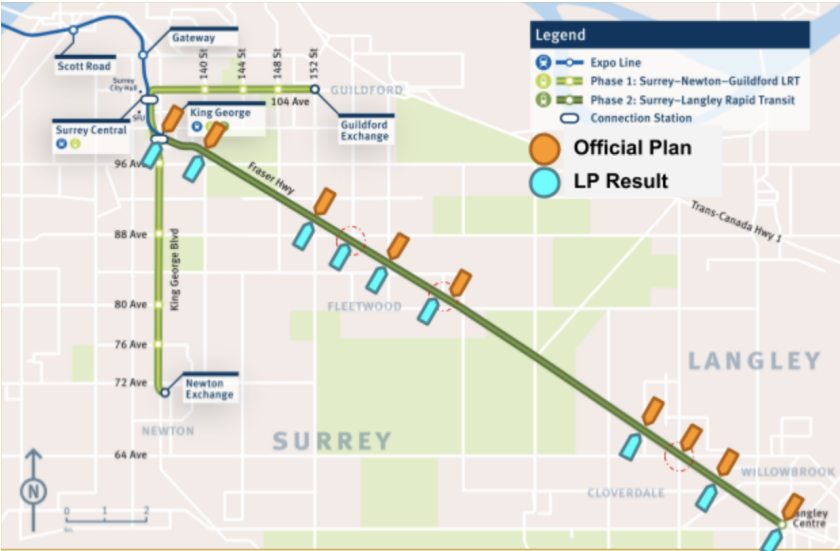 Gateway
Scott Road
Surrey
City Hall
140 St
144 St
148 St
152 St
GUILDFORD
104 Ave
SFU
King George
Surrey Central
Guildford
Exchange
96 Ave
Fraser Hwy
88 Ave
King George Blvd
FLEETWOOD
80 Ave
76 Ave
72 Ave
Newton
Exchange
NEWTON
SURREY
64 Ave
N
0 1 2
km
Legend
Expo Line
Phase 1: Surrey–Newton–Guildford LRT
Phase 2: Surrey–Langley Rapid Transit
Connection Station
Official Plan
LP Result
Trans-Canada Hwy 1
LANGLEY
WILLOWBROOK
CLOVERDALE
Langley
Centre